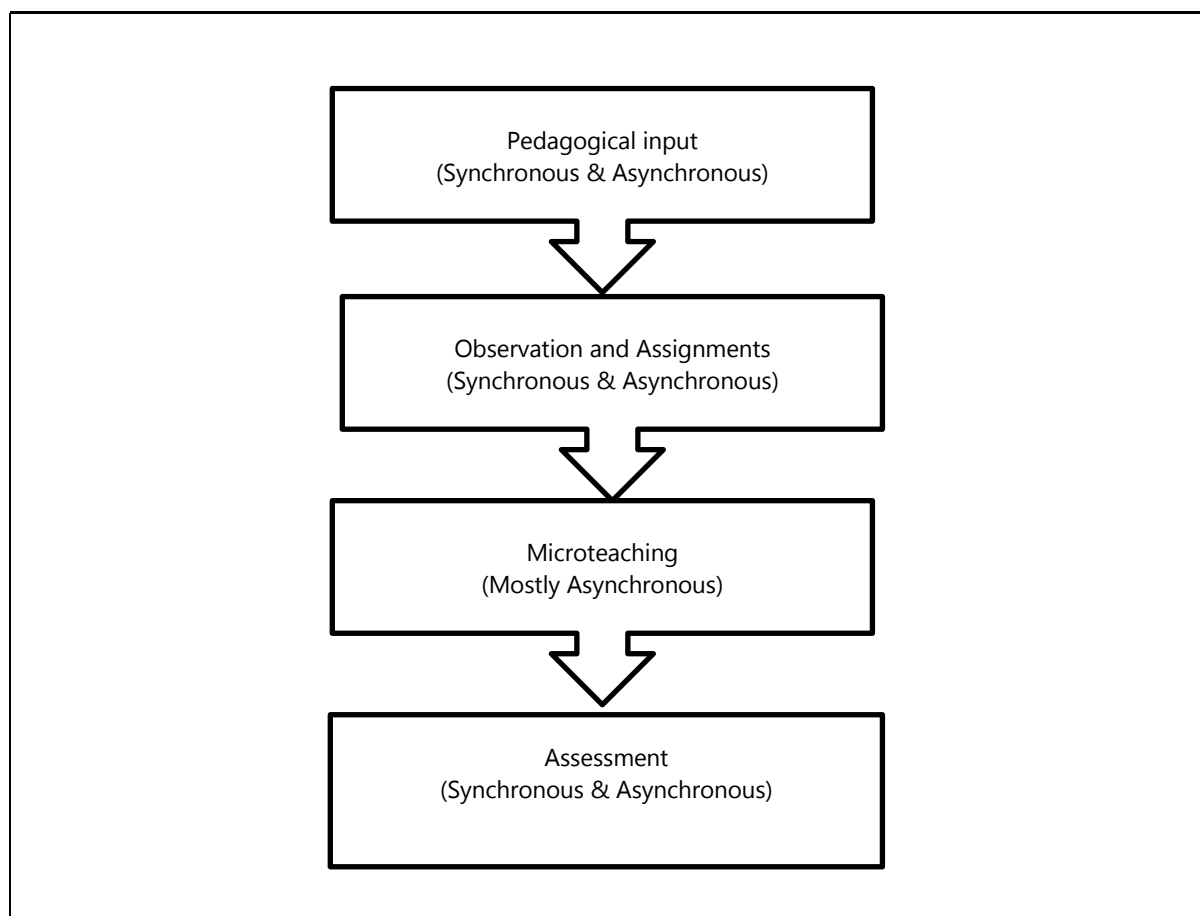 Pedagogical input
(Synchronous & Asynchronous)
Observation and Assignments
(Synchronous & Asynchronous)
Microteaching
(Mostly Asynchronous)
Assessment
(Synchronous & Asynchronous)